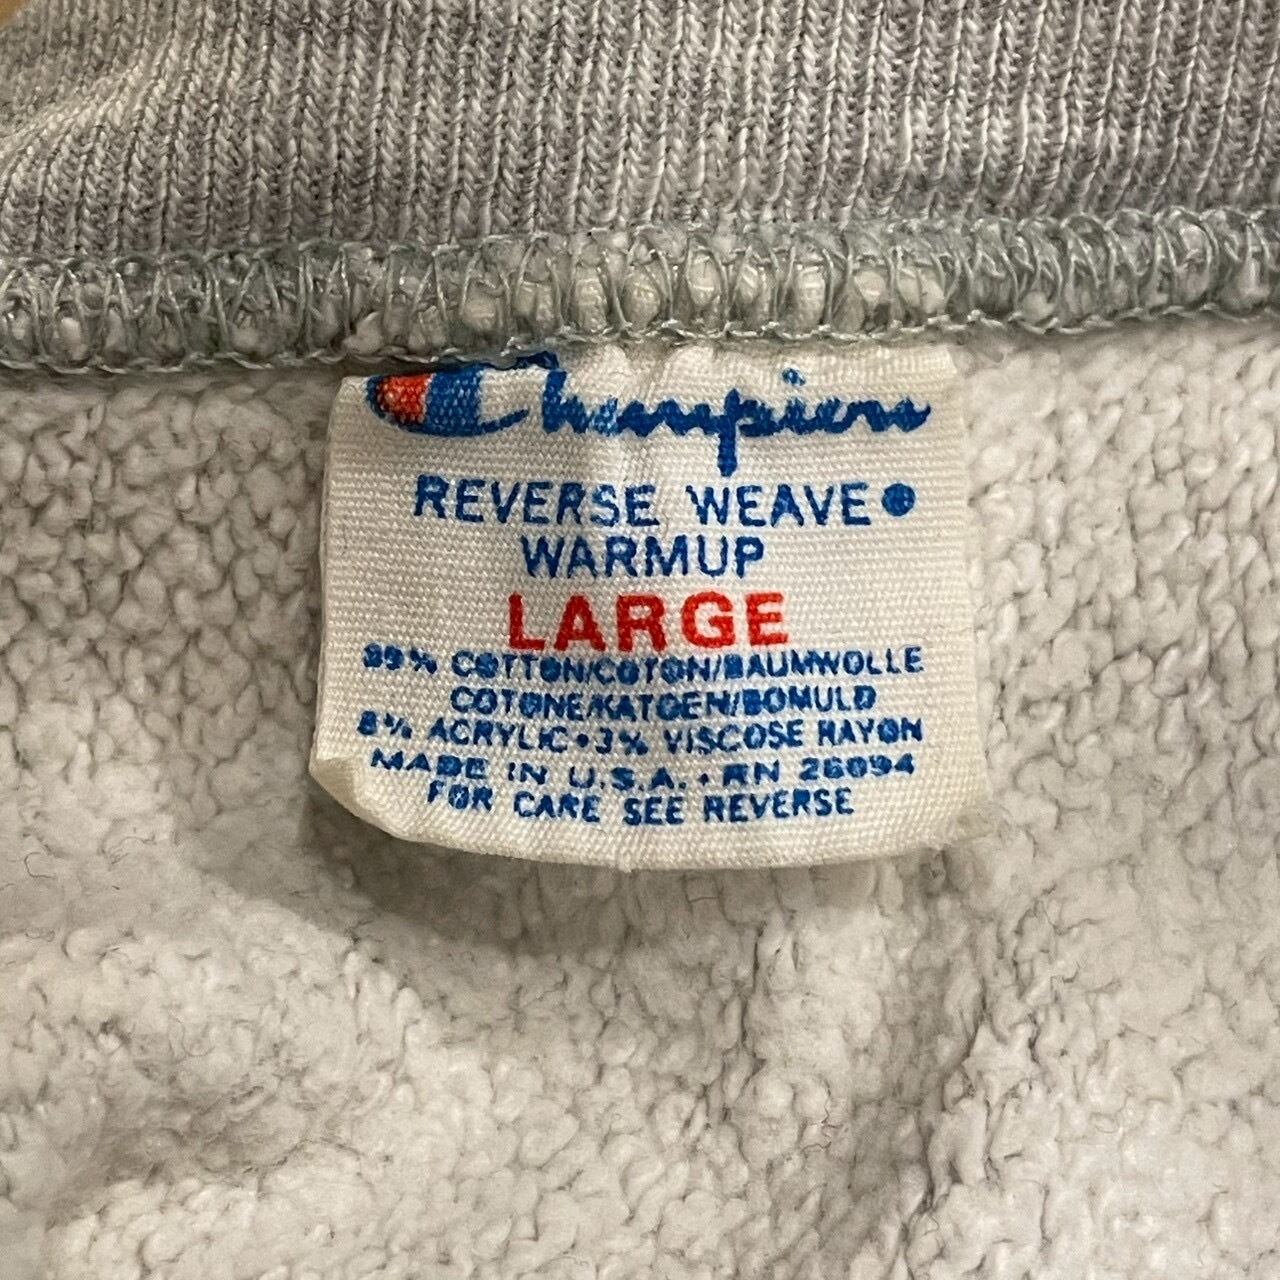 Champion
REVERSE WEAVE
WARMUP
LARGE
89% COTTON/COTON/BAUMWOLLE
COTONE/KATOEN/BOMULD
8% ACRYLIC • 3% VISCOSE RAYON
MADE IN U.S.A. • RN 26094
FOR CARE SEE REVERSE